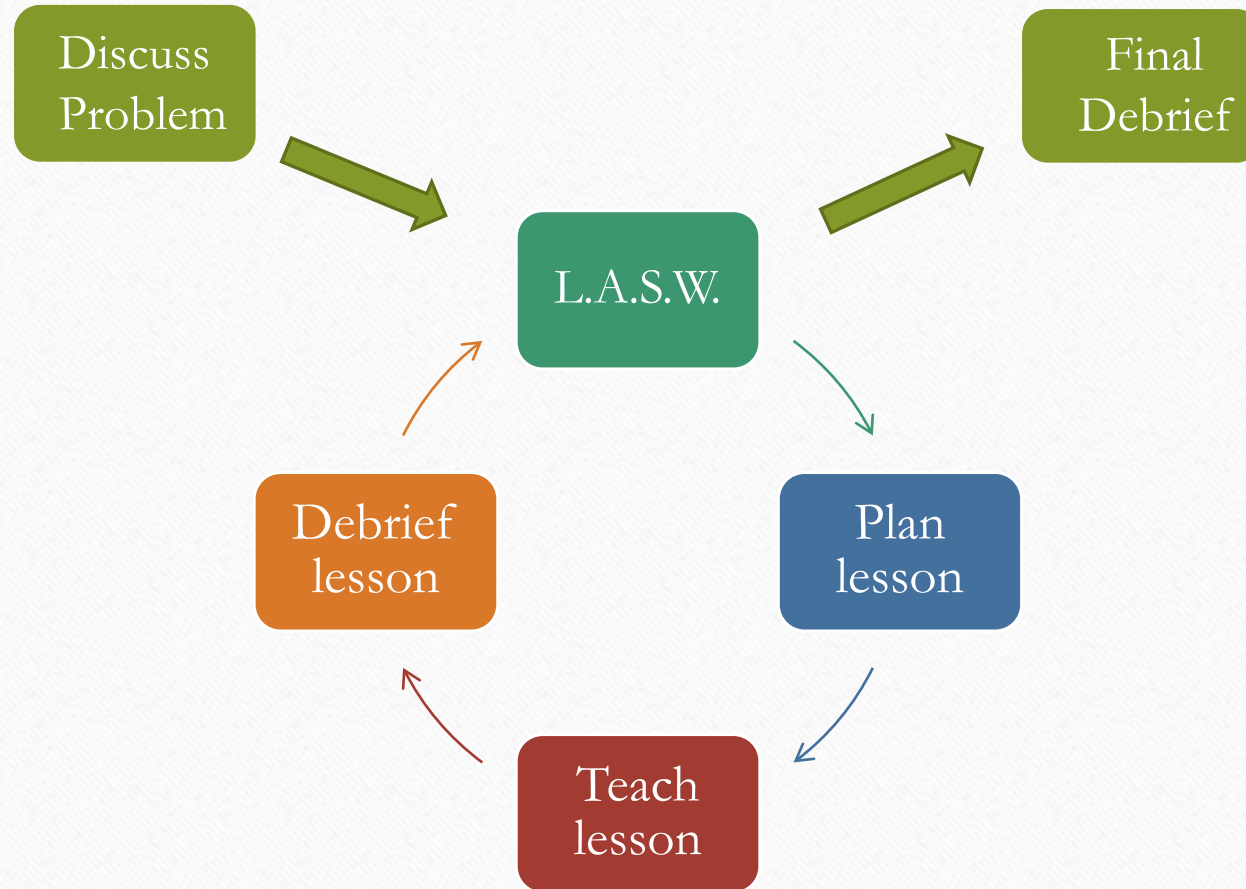 Discuss
Problem
Final
Debrief
L.A.S.W.
Debrief
lesson
Plan
lesson
Teach
lesson